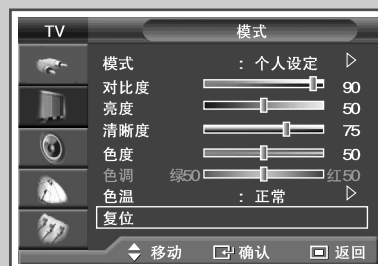 TV 模式
模式 : 个人设定
对比度 90
亮度 50
清晰度 75
色度 50
色调 绿50 红50
色温 : 正常
复位
移动 确认 返回